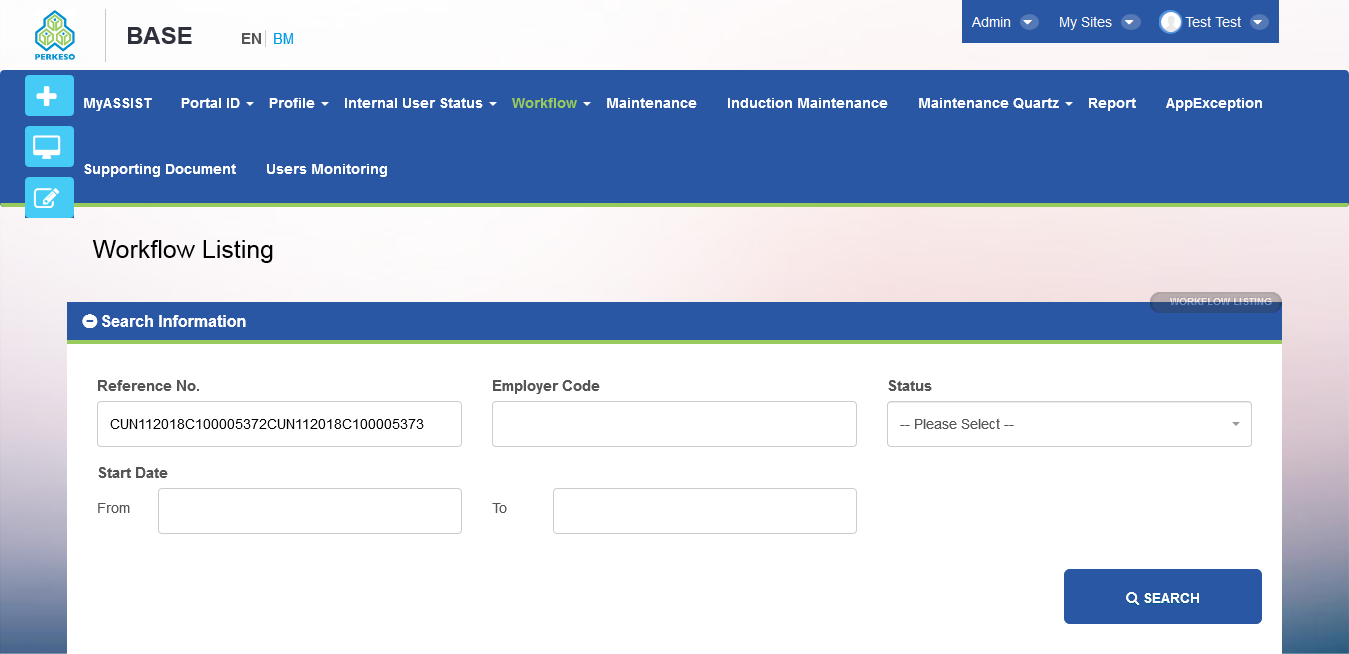 PERKESO
BASE
EN BM
Admin My Sites Test Test
MyASSIST Portal ID Profile Internal User Status Workflow Maintenance Induction Maintenance Maintenance Quartz Report AppException
Supporting Document Users Monitoring
Workflow Listing
WORKFLOW LISTING
Search Information
Reference No. Employer Code Status
CUN112018C100005372CUN112018C100005373 -- Please Select --
Start Date
From To
SEARCH